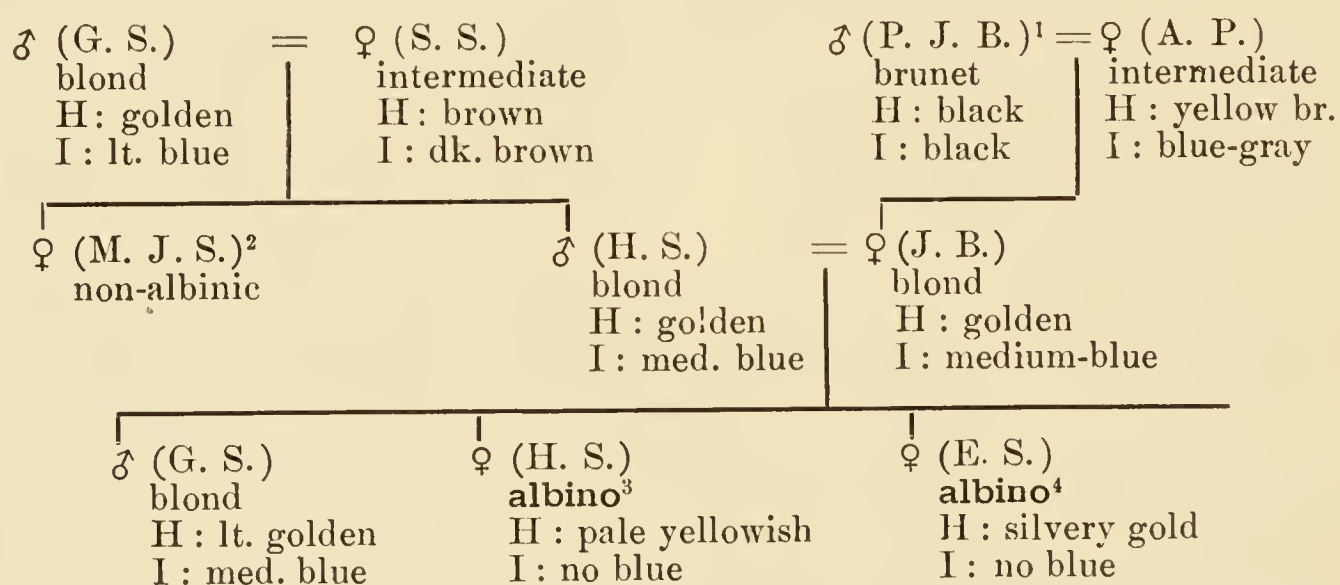 ♂ (G. S.) = ♀ (S. S.) ♂ (P. J. B.)¹ = ♀ (A. P.)
blond intermediate brunet intermediate
H : golden H : brown H : black H : yellow br.
I : lt. blue I : dk. brown I : black I : blue-gray
♀ (M. J. S.)² ♂ (H. S.) = ♀ (J. B.)
non-albinic blond blond
H : golden H : golden
I : med. blue I : medium-blue
♂ (G. S.) ♀ (H. S.) ♀ (E. S.)
blond albino³ albino⁴
H : lt. golden H : pale yellowish H : silvery gold
I : med. blue I : no blue I : no blue